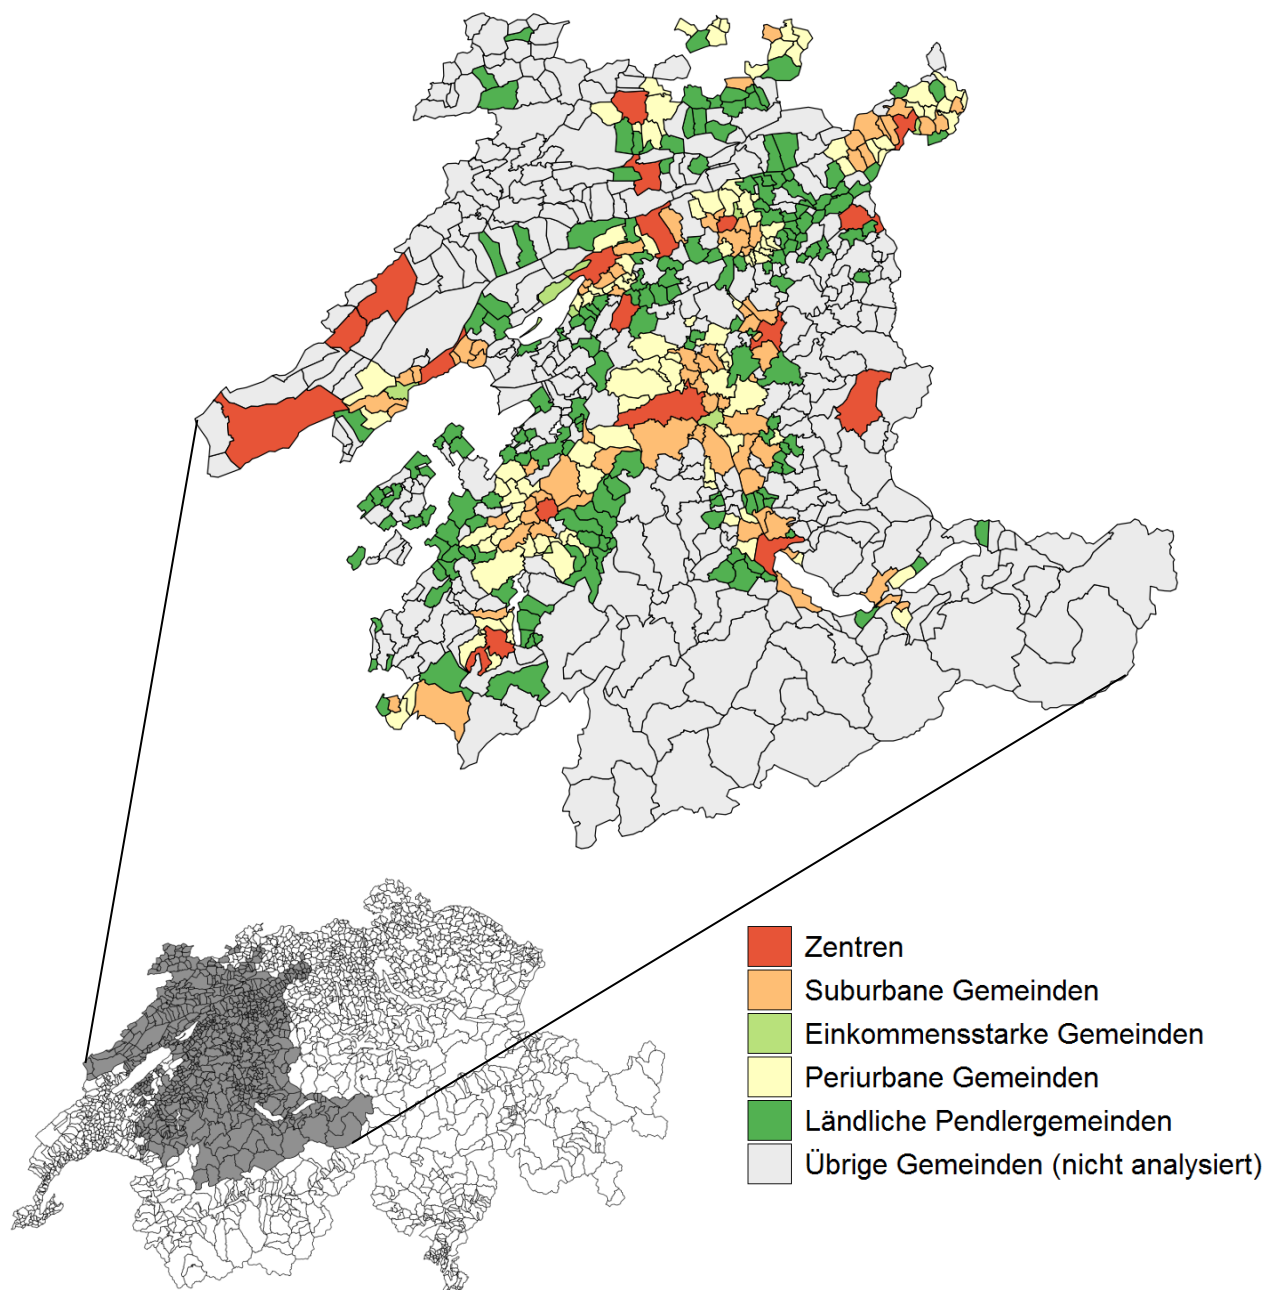 Zentren
Suburbane Gemeinden
Einkommensstarke Gemeinden
Periurbane Gemeinden
Ländliche Pendlergemeinden
Übrige Gemeinden (nicht analysiert)